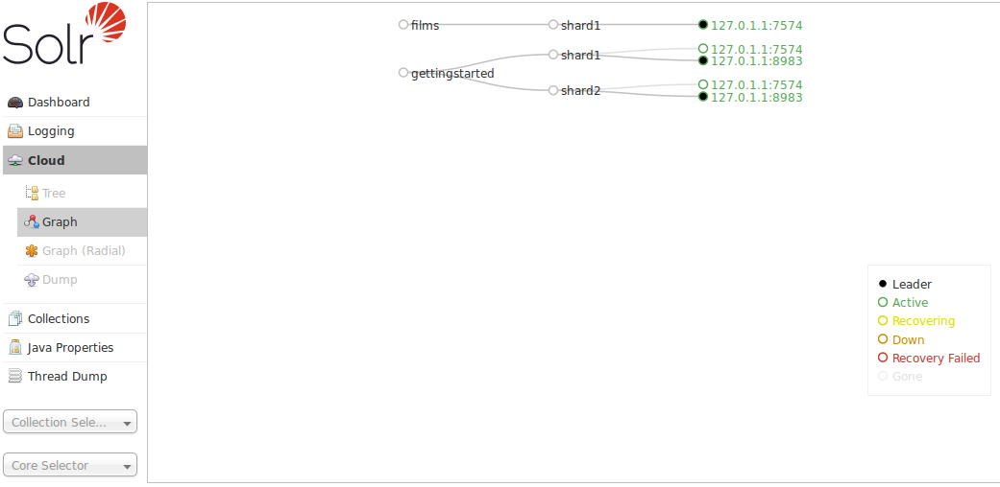 Solr
Dashboard
Logging
Cloud
Tree
Graph
Graph (Radial)
Dump
Collections
Java Properties
Thread Dump
Collection Sele...
Core Selector
films
shard1
127.0.1.1:7574
gettingstarted
shard1
127.0.1.1:7574
127.0.1.1:8983
shard2
127.0.1.1:7574
127.0.1.1:8983
Leader
Active
Recovering
Down
Recovery Failed
Gone